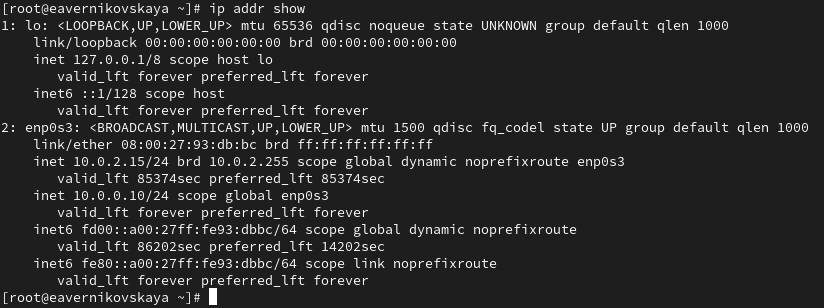 [root@eavernikovskaya ~]# ip addr show
1: lo: <LOOPBACK,UP,LOWER_UP> mtu 65536 qdisc noqueue state UNKNOWN group default qlen 1000
    link/loopback 00:00:00:00:00:00 brd 00:00:00:00:00:00
    inet 127.0.0.1/8 scope host lo
       valid_lft forever preferred_lft forever
    inet6 ::1/128 scope host
       valid_lft forever preferred_lft forever
2: enp0s3: <BROADCAST,MULTICAST,UP,LOWER_UP> mtu 1500 qdisc fq_codel state UP group default qlen 1000
    link/ether 08:00:27:93:db:bc brd ff:ff:ff:ff:ff:ff
    inet 10.0.2.15/24 brd 10.0.2.255 scope global dynamic noprefixroute enp0s3
       valid_lft 85374sec preferred_lft 85374sec
    inet 10.0.0.10/24 scope global enp0s3
       valid_lft forever preferred_lft forever
    inet6 fd00::a00:27ff:fe93:dbbc/64 scope global dynamic noprefixroute
       valid_lft 86202sec preferred_lft 14202sec
    inet6 fe80::a00:27ff:fe93:dbbc/64 scope link noprefixroute
       valid_lft forever preferred_lft forever
[root@eavernikovskaya ~]#